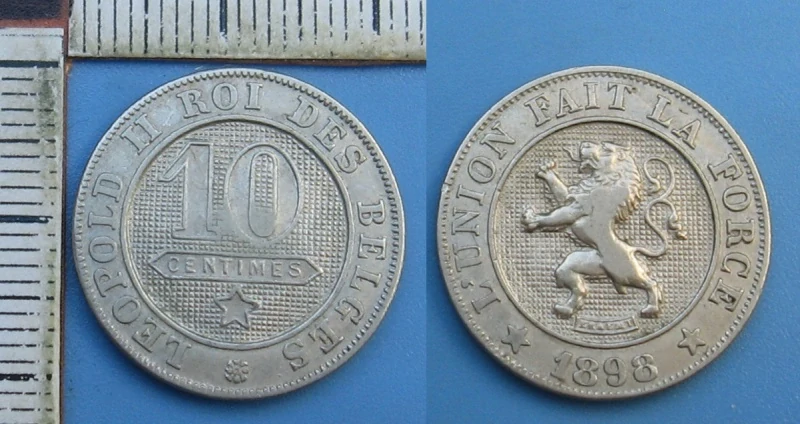 LEOPOLD II ROI DES BELGES
10
CENTIMES
L'UNION FAIT LA FORCE
1898